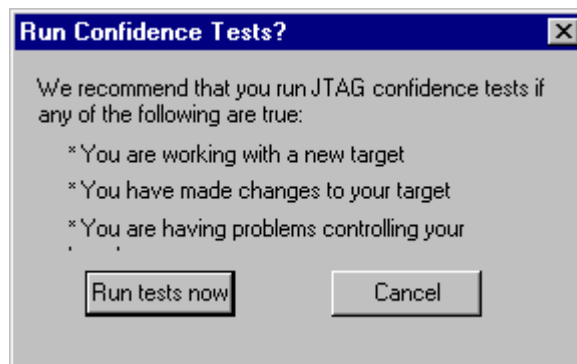 Run Confidence Tests?
We recommend that you run JTAG confidence tests if
any of the following are true:
* You are working with a new target
* You have made changes to your target
* You are having problems controlling your
Run tests now
Cancel